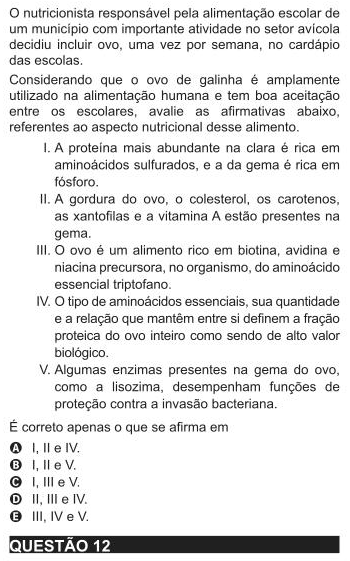 O nutricionista responsável pela alimentação escolar de
um município com importante atividade no setor avícola
decidiu incluir ovo, uma vez por semana, no cardápio
das escolas.
Considerando que o ovo de galinha é amplamente
utilizado na alimentação humana e tem boa aceitação
entre os escolares, avalie as afirmativas abaixo,
referentes ao aspecto nutricional desse alimento.
I. A proteína mais abundante na clara é rica em
aminoácidos sulfurados, e a da gema é rica em
fósforo.
II. A gordura do ovo, o colesterol, os carotenos,
as xantofilas e a vitamina A estão presentes na
gema.
III. O ovo é um alimento rico em biotina, avidina e
niacina precursora, no organismo, do aminoácido
essencial triptofano.
IV. O tipo de aminoácidos essenciais, sua quantidade
e a relação que mantêm entre si definem a fração
proteica do ovo inteiro como sendo de alto valor
biológico.
V. Algumas enzimas presentes na gema do ovo,
como a lisozima, desempenham funções de
proteção contra a invasão bacteriana.
É correto apenas o que se afirma em
A I, II e IV.
B I, II e V.
C I, III e V.
D II, III e IV.
E III, IV e V.
QUESTÃO 12